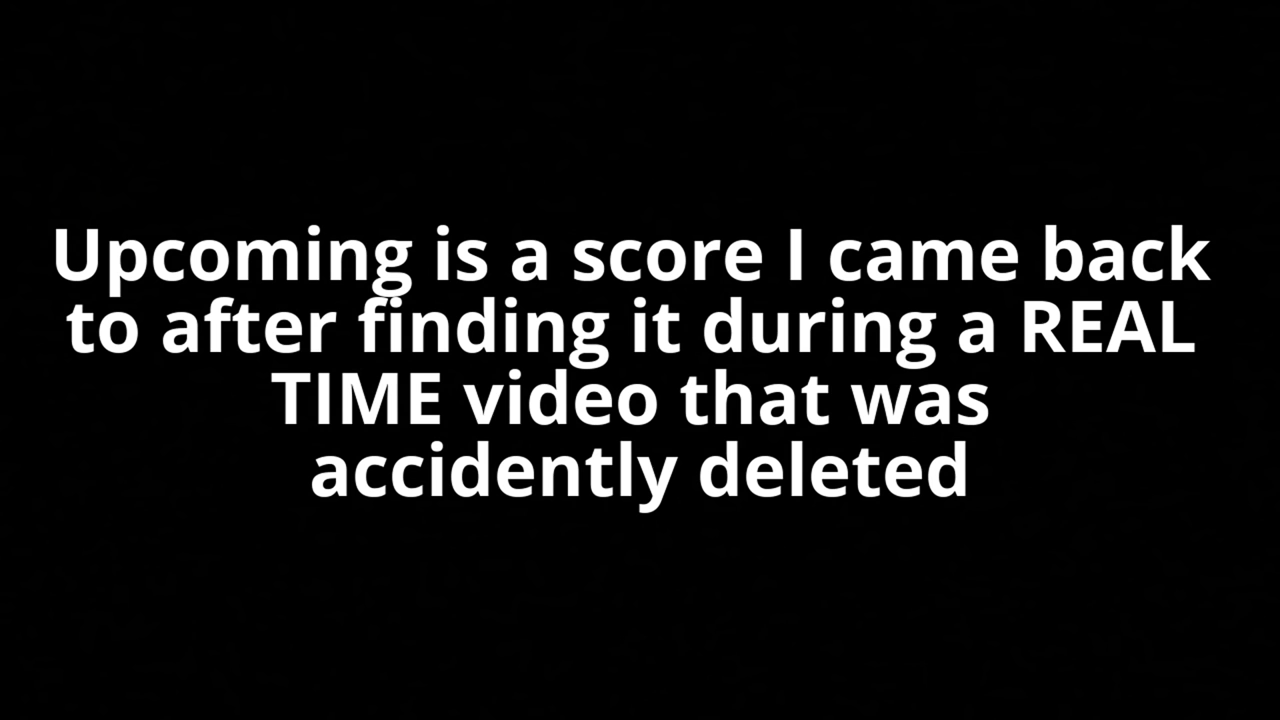 Upcoming is a score I came back
to after finding it during a REAL
TIME video that was
accidently deleted